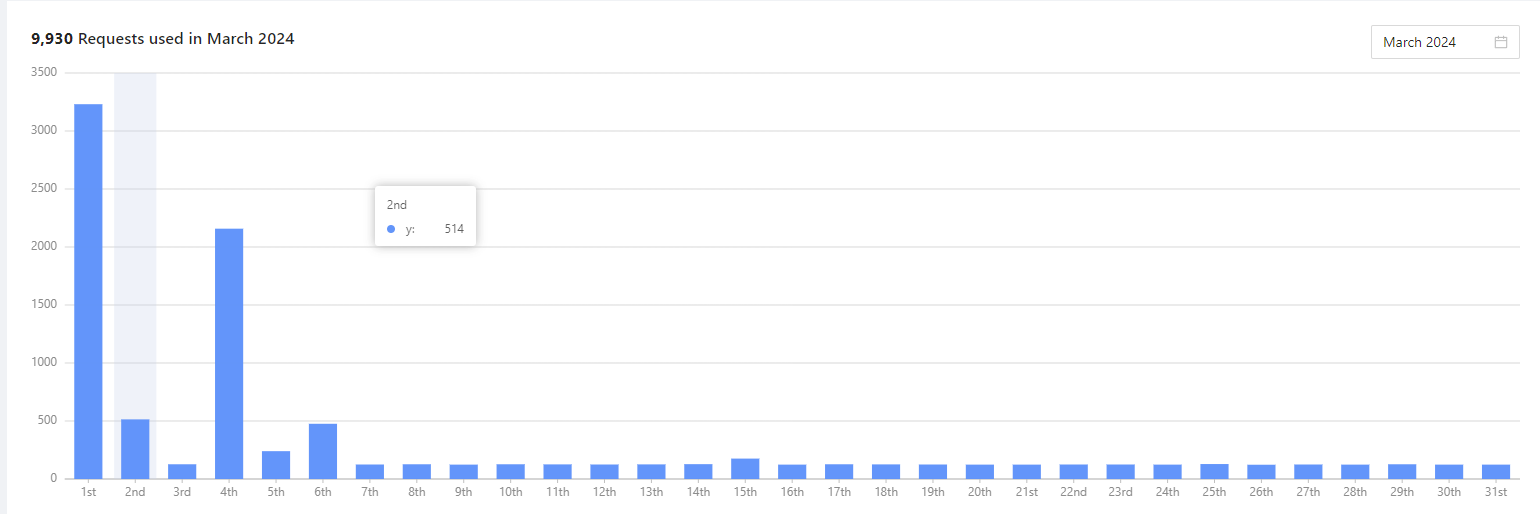 9,930 Requests used in March 2024
March 2024
3500
3000
2500
2000
1500
1000
500
0
2nd
y: 514
1st 2nd 3rd 4th 5th 6th 7th 8th 9th 10th 11th 12th 13th 14th 15th 16th 17th 18th 19th 20th 21st 22nd 23rd 24th 25th 26th 27th 28th 29th 30th 31st